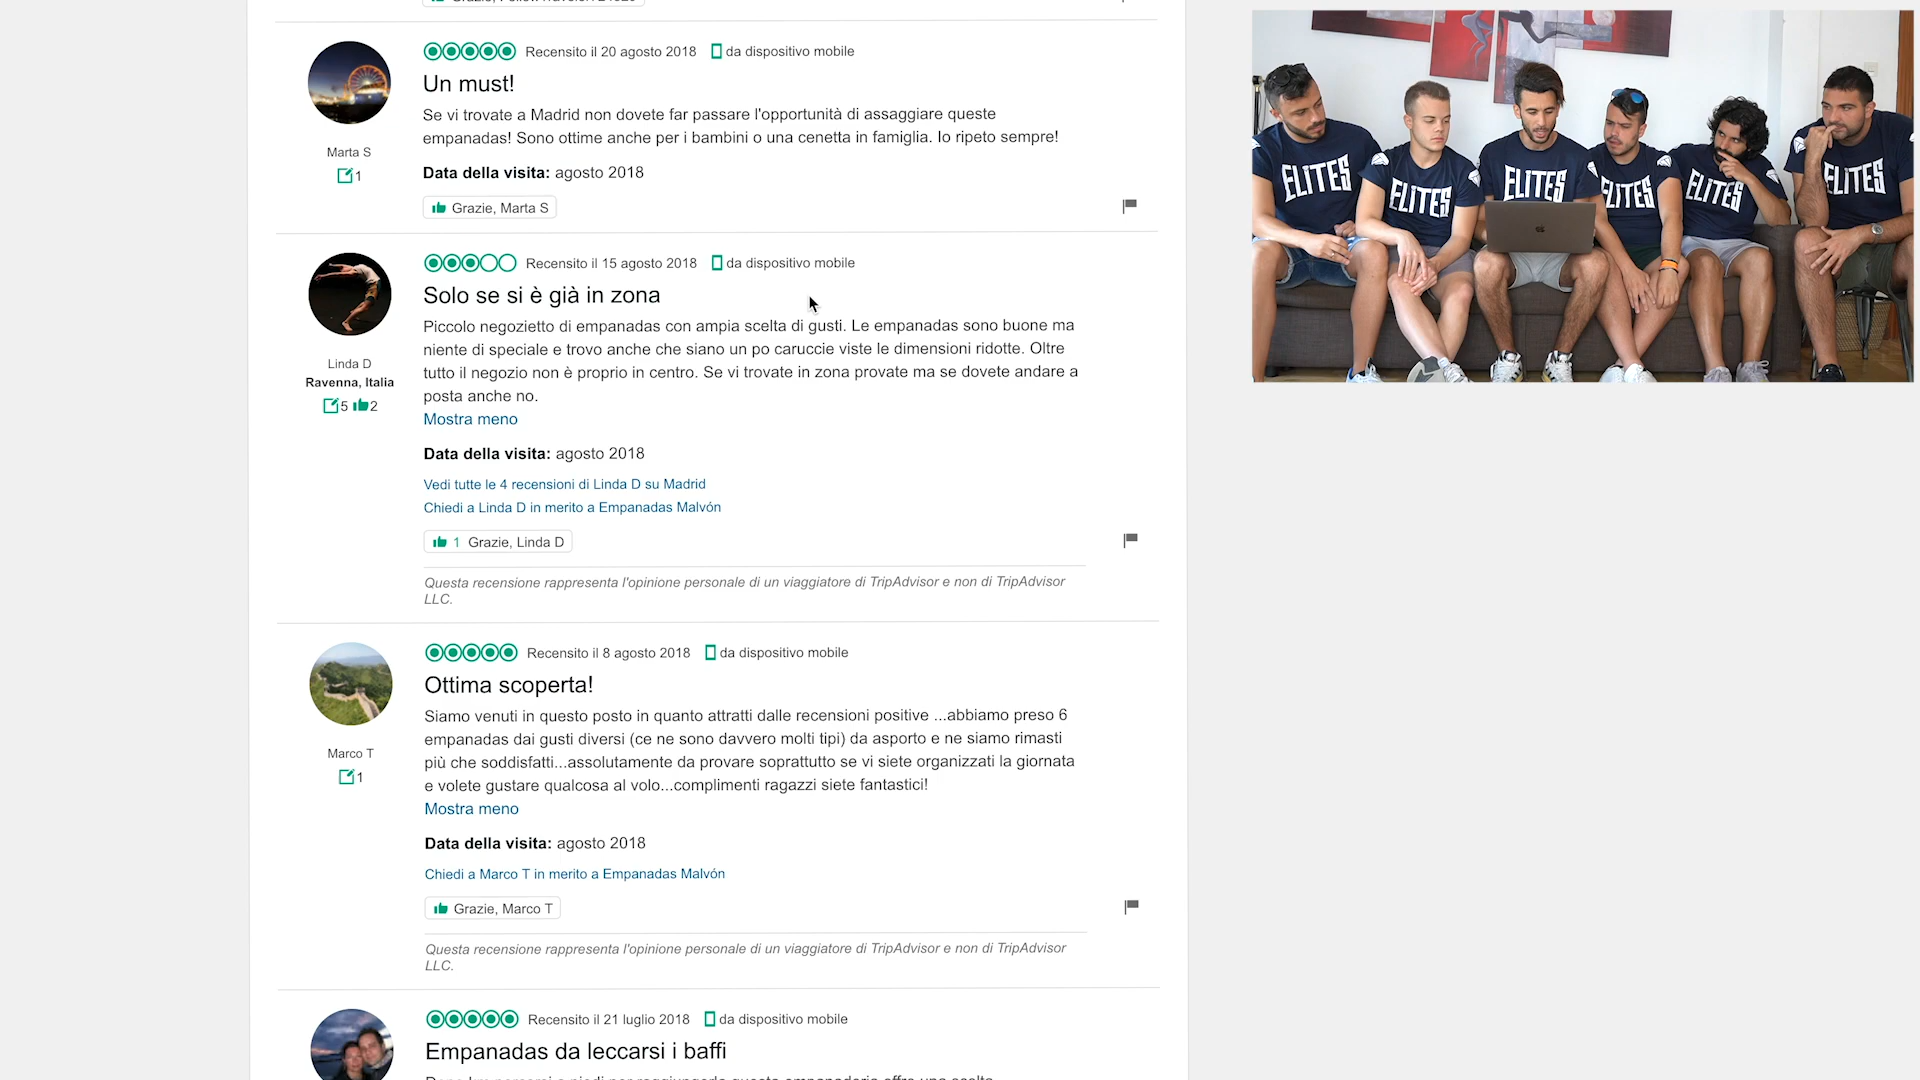 Recensito il 20 agosto 2018 da dispositivo mobile
Un must!
Se vi trovate a Madrid non dovete far passare l'opportunità di assaggiare queste
empanadas! Sono ottime anche per i bambini o una cenetta in famiglia. Io ripeto sempre!
Marta S
1
Data della visita: agosto 2018
Grazie, Marta S
Recensito il 15 agosto 2018 da dispositivo mobile
Solo se si è già in zona
Piccolo negozietto di empanadas con ampia scelta di gusti. Le empanadas sono buone ma
niente di speciale e trovo anche che siano un po caruccie viste le dimensioni ridotte. Oltre
tutto il negozio non è proprio in centro. Se vi trovate in zona provate ma se dovete andare a
posta anche no.
Mostra meno
Linda D
Ravenna, Italia
5 2
Data della visita: agosto 2018
Vedi tutte le 4 recensioni di Linda D su Madrid
Chiedi a Linda D in merito a Empanadas Malvón
1 Grazie, Linda D
Questa recensione rappresenta l'opinione personale di un viaggiatore di TripAdvisor e non di TripAdvisor
LLC.
Recensito il 8 agosto 2018 da dispositivo mobile
Ottima scoperta!
Siamo venuti in questo posto in quanto attratti dalle recensioni positive ...abbiamo preso 6
empanadas dai gusti diversi (ce ne sono davvero molti tipi) da asporto e ne siamo rimasti
più che soddisfatti...assolutamente da provare soprattutto se vi siete organizzati la giornata
e volete gustare qualcosa al volo...complimenti ragazzi siete fantastici!
Mostra meno
Marco T
1
Data della visita: agosto 2018
Chiedi a Marco T in merito a Empanadas Malvón
Grazie, Marco T
Questa recensione rappresenta l'opinione personale di un viaggiatore di TripAdvisor e non di TripAdvisor
LLC.
Recensito il 21 luglio 2018 da dispositivo mobile
Empanadas da leccarsi i baffi
ELITES
ELITES
ELITES
ELITES
ELITES
ELITES